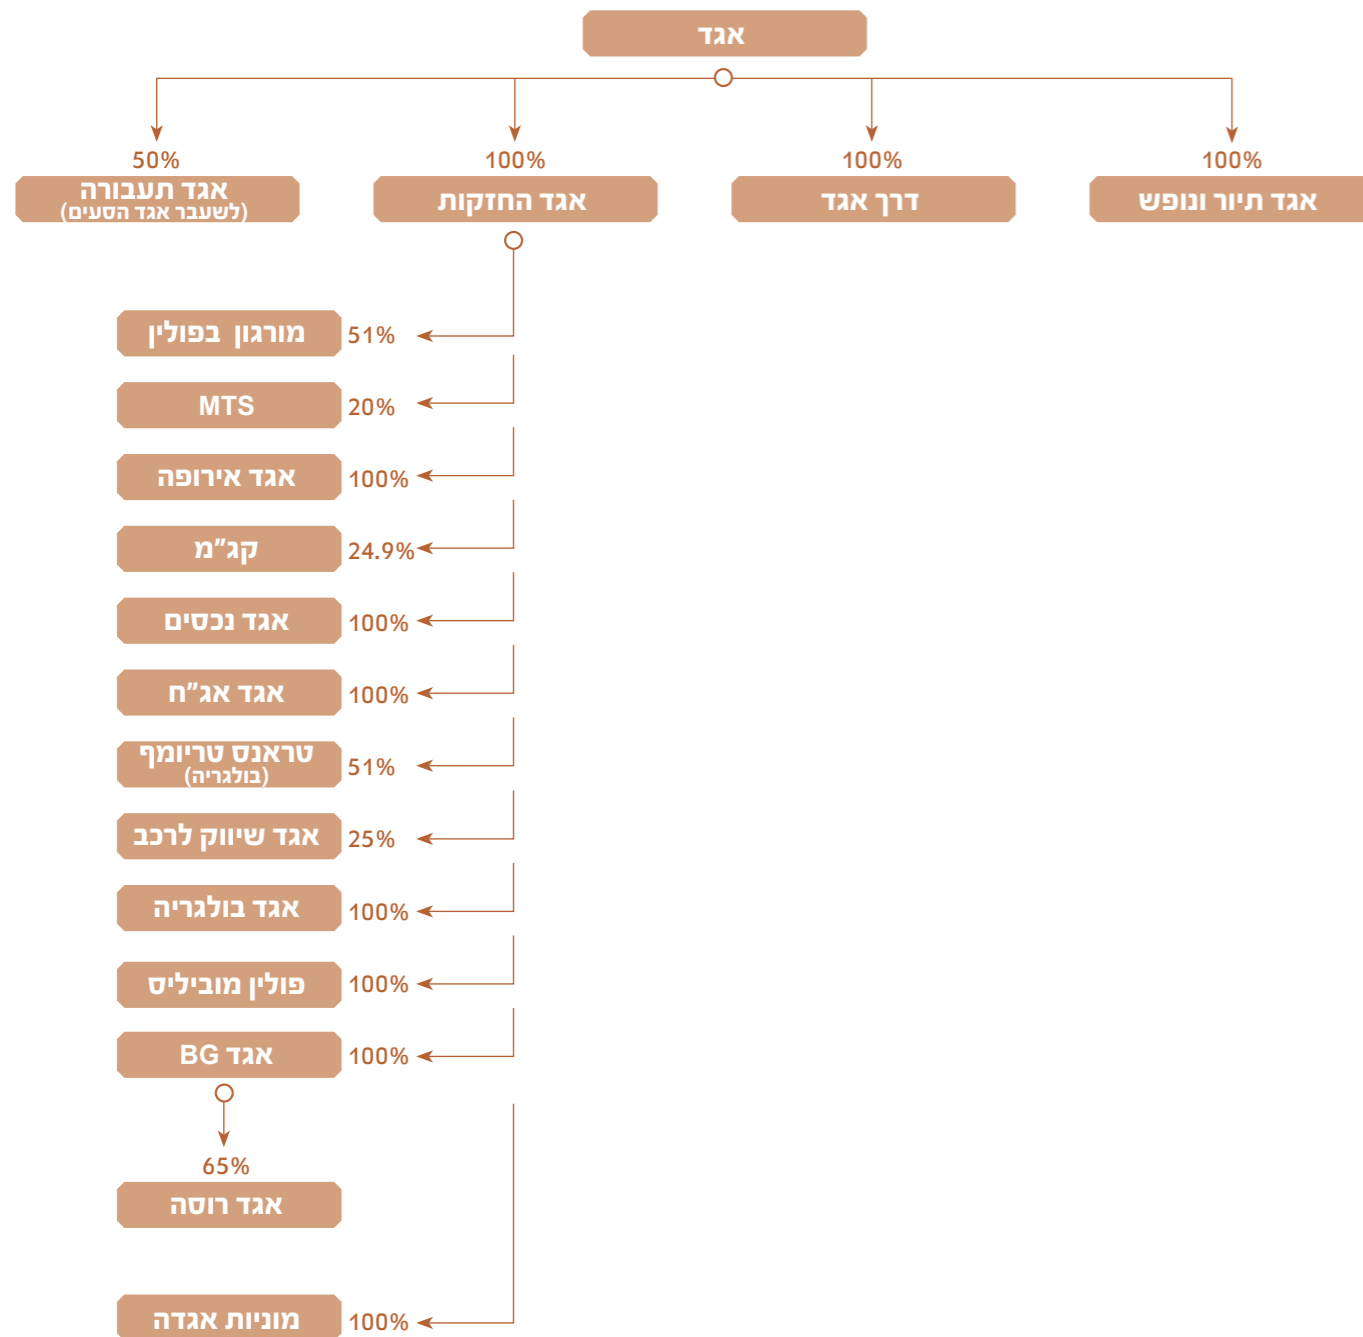 אגד
100%
100%
100%
50%
אגד תיור ונופש
דרך אגד
אגד החזקות
אגד תעבורה
(לשעבר אגד הסעים)
51%
מורגון בפולין
20%
MTS
100%
אגד אירופה
24.9%
קג"מ
100%
אגד נכסים
100%
אגד אג"ח
51%
טראנס טריומף
(בולגריה)
25%
אגד שיווק לרכב
100%
אגד בולגריה
100%
פולין מוביליס
100%
אגד BG
65%
אגד רוסה
100%
מוניות אגדה